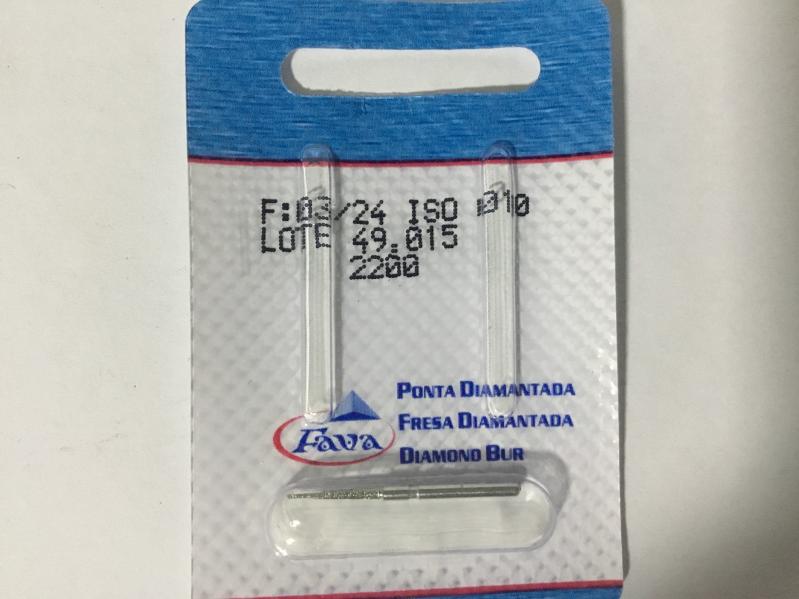 F:03/24 ISO 010
LOTE 49.015
2200
PONTA DIAMANTADA
FRESA DIAMANTADA
DIAMOND BUR
Fava